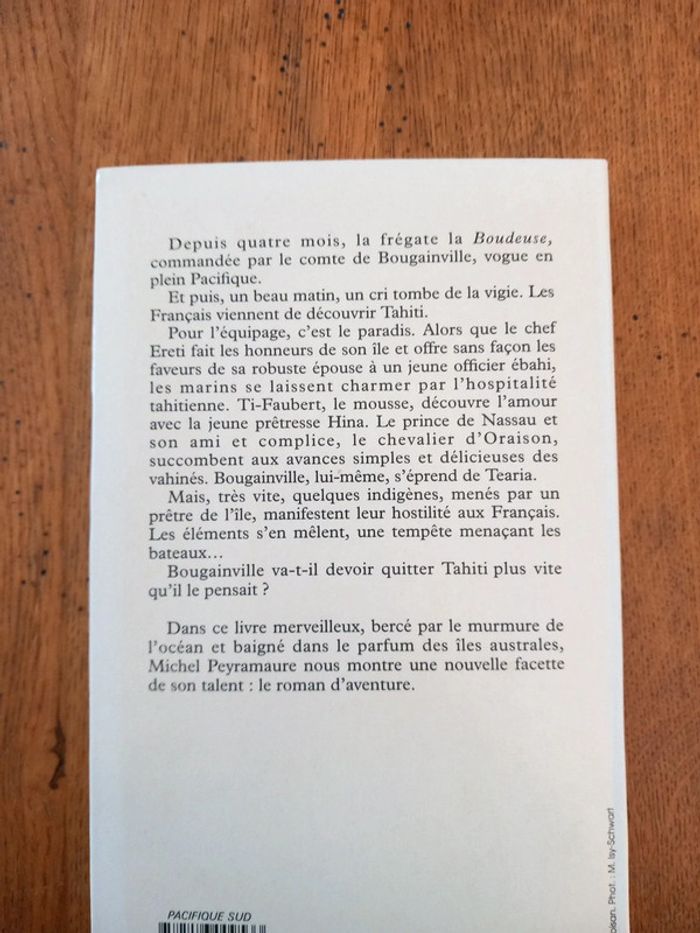 Depuis quatre mois, la frégate la Boudeuse,
commandée par le comte de Bougainville, vogue en
plein Pacifique.
Et puis, un beau matin, un cri tombe de la vigie. Les
Français viennent de découvrir Tahiti.
Pour l'équipage, c'est le paradis. Alors que le chef
Ereti fait les honneurs de son île et offre sans façon les
faveurs de sa robuste épouse à un jeune officier ébahi,
les marins se laissent charmer par l'hospitalité
tahitienne. Ti-Faubert, le mousse, découvre l'amour
avec la jeune prêtresse Hina. Le prince de Nassau et
son ami et complice, le chevalier d'Oraison,
succombent aux avances simples et délicieuses des
vahinés. Bougainville, lui-même, s'éprend de Tearia.
Mais, très vite, quelques indigènes, menés par un
prêtre de l'île, manifestent leur hostilité aux Français.
Les éléments s'en mêlent, une tempête menaçant les
bateaux...
Bougainville va-t-il devoir quitter Tahiti plus vite
qu'il le pensait ?
Dans ce livre merveilleux, bercé par le murmure de
l'océan et baigné dans le parfum des îles australes,
Michel Peyramaure nous montre une nouvelle facette
de son talent : le roman d'aventure.
PACIFIQUE SUD
Phot. : M. Isy-Schwart